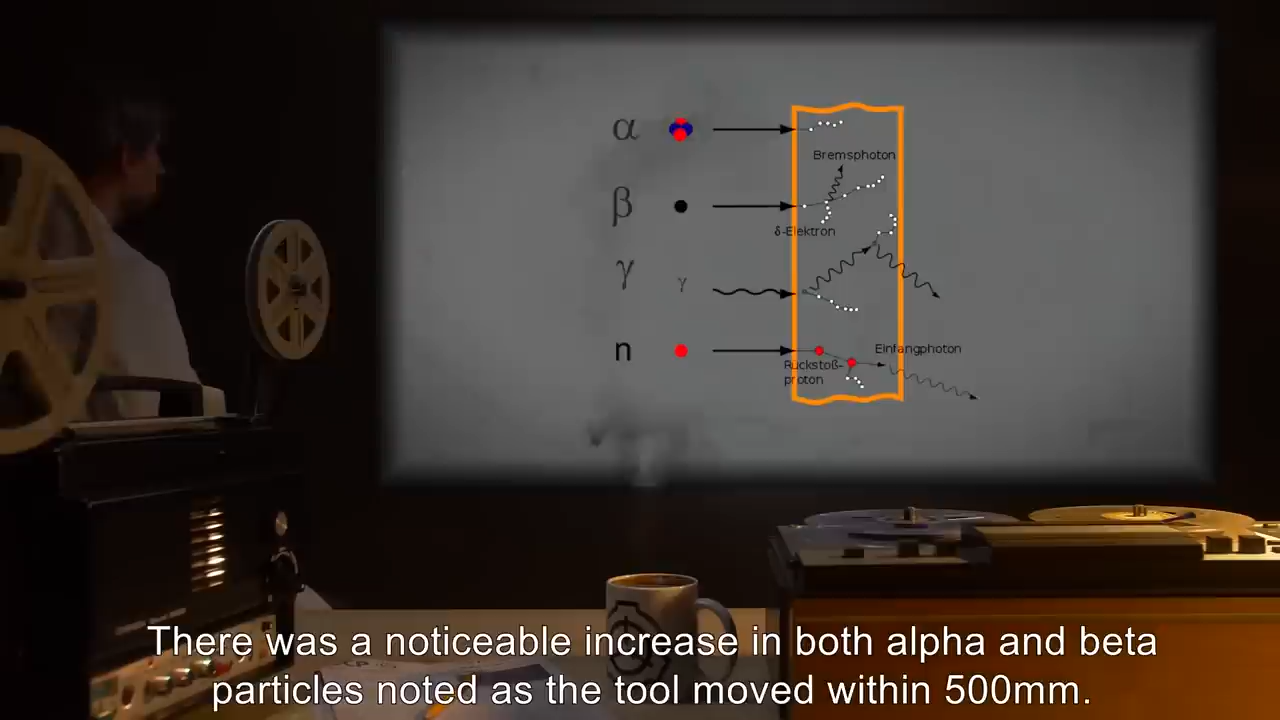 α
Bremsphoton
β
δ-Elektron
γ
γ
n
Einfangphoton
Rückstoß-
proton
There was a noticeable increase in both alpha and beta
particles noted as the tool moved within 500mm.